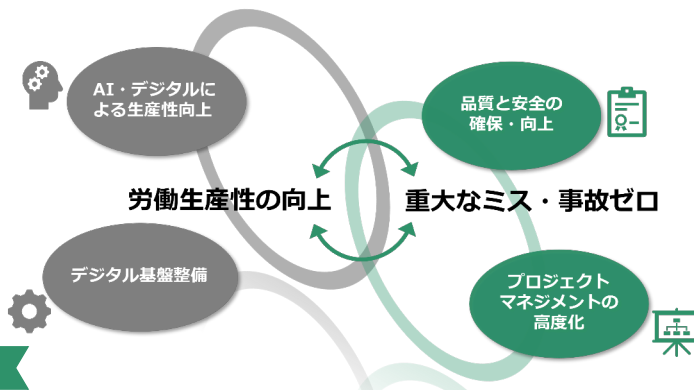 AI・デジタルに
よる生産性向上
品質と安全の
確保・向上
労働生産性の向上
重大なミス・事故ゼロ
デジタル基盤整備
プロジェクト
マネジメントの
高度化